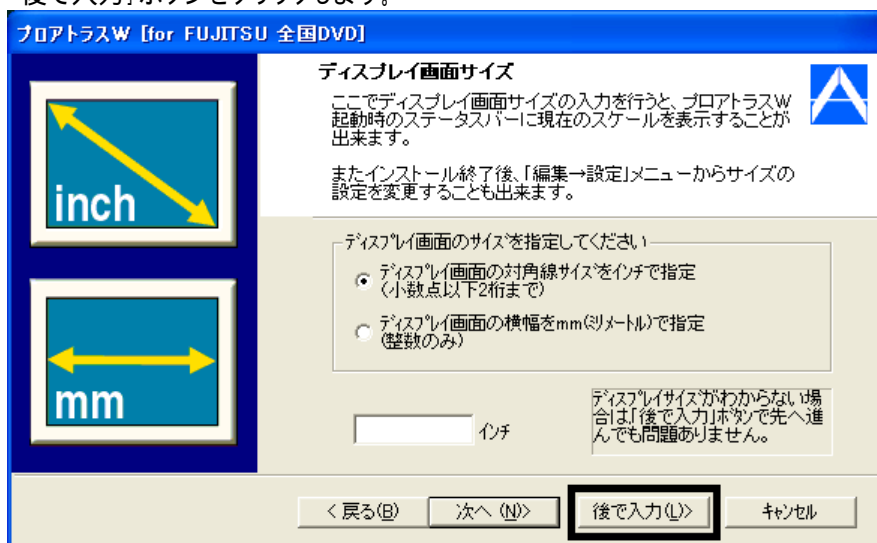 後で入力」ボタンをクリックします。
プロアトラスW [for FUJITSU 全国DVD]
ディスプレイ画面サイズ
ここでディスプレイ画面サイズの入力を行うと、プロアトラスW
起動時のステータスバーに現在のスケールを表示することが
出来ます。
またインストール終了後、「編集→設定」メニューからサイズの
設定を変更することも出来ます。
inch
mm
ディスプレイ画面のサイズを指定してください
ディスプレイ画面の対角線サイズをインチで指定
(小数点以下2桁まで)
ディスプレイ画面の横幅をmm(ミリメートル)で指定
(整数のみ)
インチ
ディスプレイサイズがわからない場
合は「後で入力」ボタンで先へ進
んでも問題ありません。
< 戻る(B)
次へ (N)>
後で入力(L)>
キャンセル